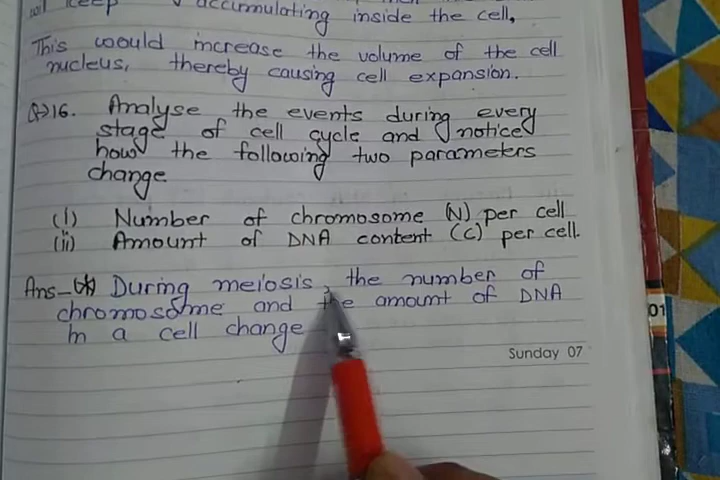 keep accumulating inside the cell.
This would increase the volume of the cell
nucleus, thereby causing cell expansion.
Q16. Analyse the events during every
stage of cell cycle and notice
how the following two parameters
change
(i) Number of chromosome (N) per cell
(ii) Amount of DNA content (C) per cell.
Ans- During meiosis, the number of
chromosome and the amount of DNA
in a cell change
01
Sunday 07